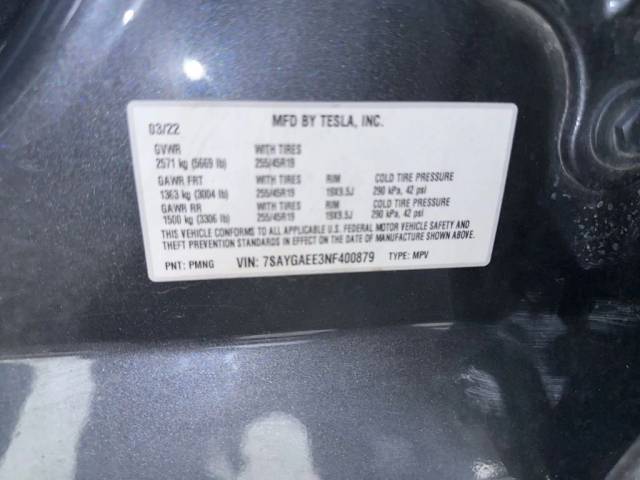 MFD BY TESLA, INC.
03/22
GVWR WITH TIRES
2571 kg (5669 lb) 255/45R19
GAWR FRT WITH TIRES RIM COLD TIRE PRESSURE
1363 kg (3004 lb) 255/45R19 19X9.5J 290 kPa, 42 psi
GAWR RR WITH TIRES RIM COLD TIRE PRESSURE
1500 kg (3306 lb) 255/45R19 19X9.5J 290 kPa, 42 psi
THIS VEHICLE CONFORMS TO ALL APPLICABLE U.S. FEDERAL MOTOR VEHICLE SAFETY AND
THEFT PREVENTION STANDARDS IN EFFECT ON THE DATE OF MANUFACTURE SHOWN ABOVE.
PNT: PMNG VIN: 7SAYGAEE3NF400879 TYPE: MPV